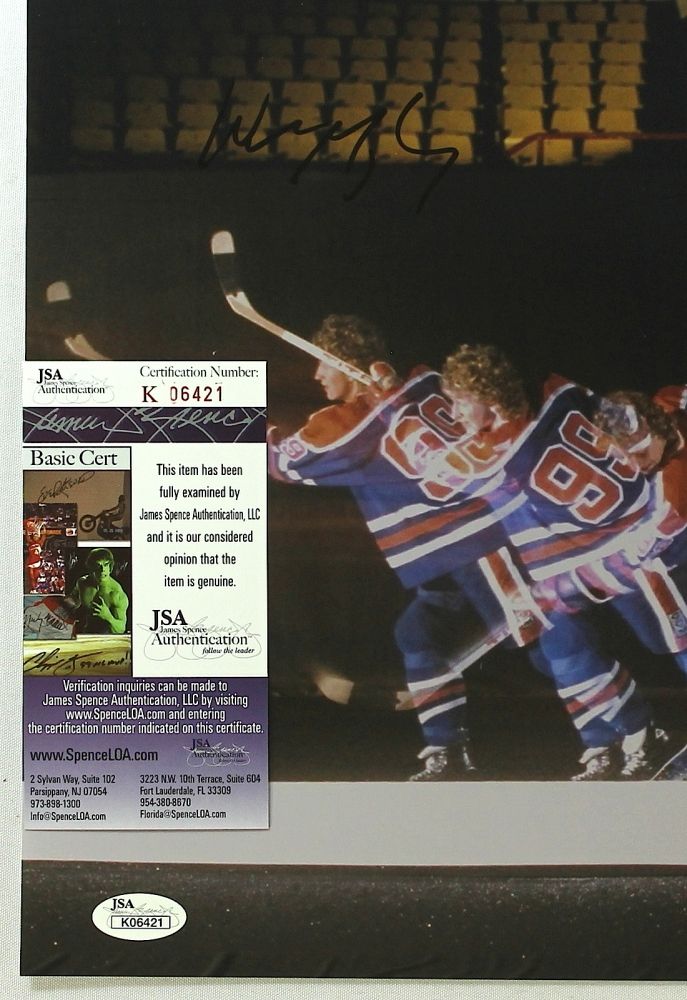 JSA
James Spence
Authentication
Certification Number:
K 06421
James Spence
Basic Cert
This item has been
fully examined by
James Spence Authentication, LLC
and it is our considered
opinion that the
item is genuine.
JSA
James Spence
Authentication
follow the leader
Verification inquiries can be made to
James Spence Authentication, LLC by visiting
www.SpenceLOA.com and entering
the certification number indicated on this certificate.
www.SpenceLOA.com
JSA
Authentication
2 Sylvan Way, Suite 102
Parsippany, NJ 07054
973-898-1300
Info@SpenceLOA.com
3223 N.W. 10th Terrace, Suite 604
Fort Lauderdale, FL 33309
954-380-8670
Florida@SpenceLOA.com
JSA
K06421
99
99